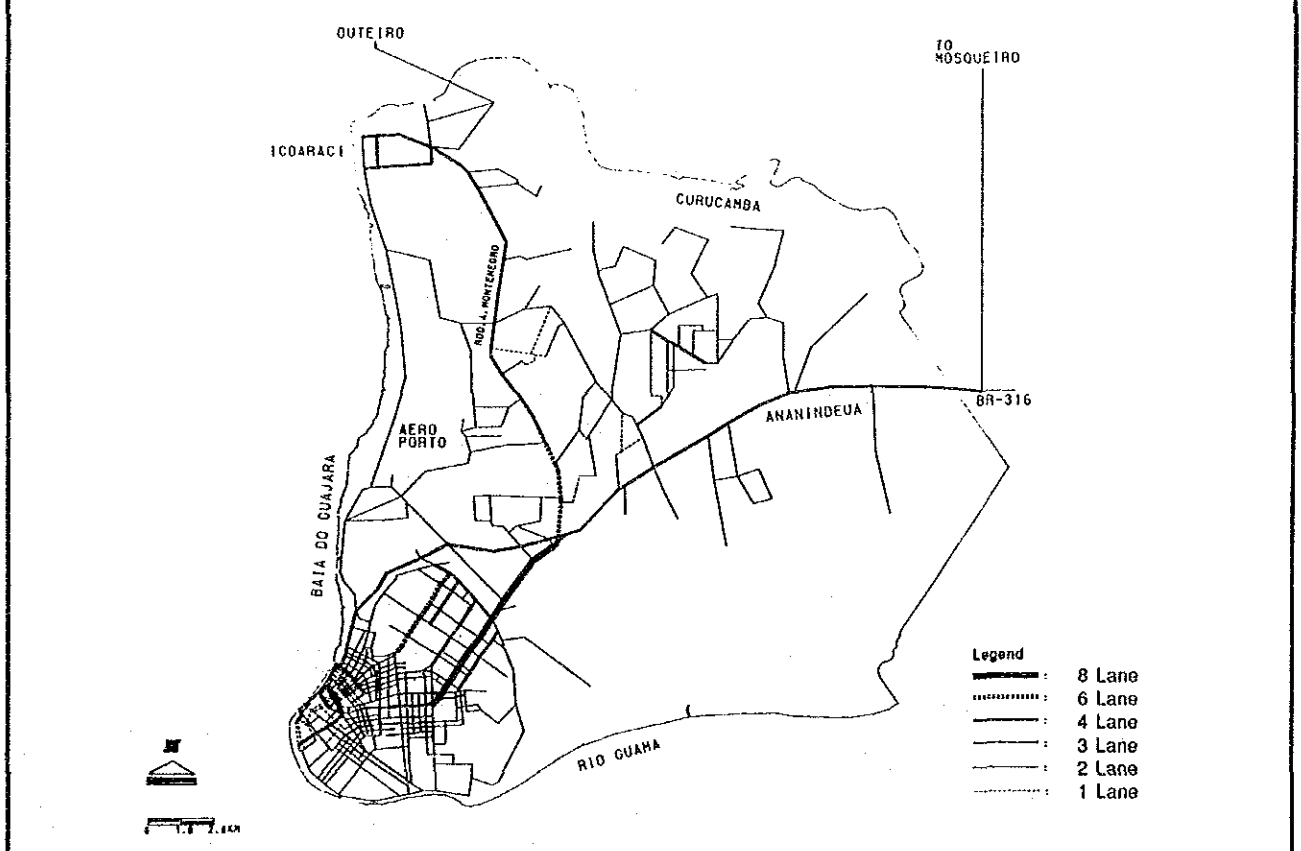 OUTEIRO
TO
MOSQUEIRO
ICOARACI
CURUCAMBA
ROD. A. MONTENEGRO
BR-316
ANANINDEUA
AERO
PORTO
BAIA DO GUAJARA
RIO GUAMA
Legend
: 8 Lane
: 6 Lane
: 4 Lane
: 3 Lane
: 2 Lane
: 1 Lane
N